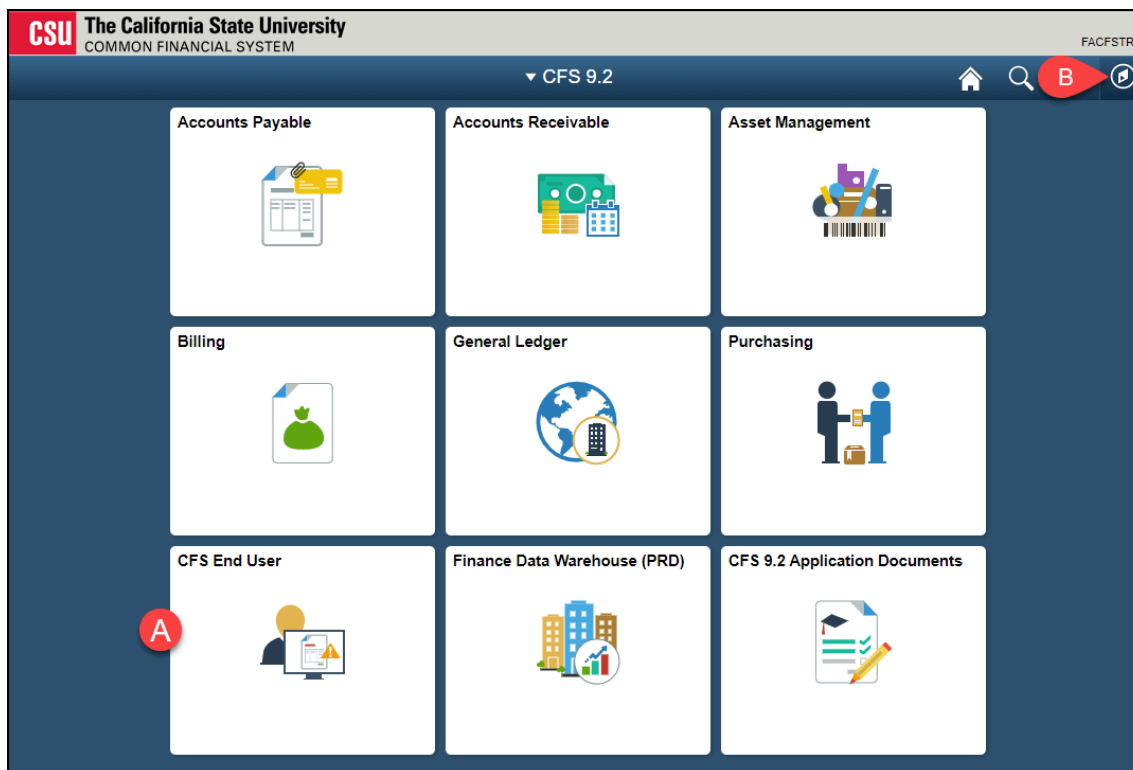 CSU The California State University
COMMON FINANCIAL SYSTEM
FACFSTR
CFS 9.2
B
Accounts Payable
Accounts Receivable
Asset Management
Billing
General Ledger
Purchasing
CFS End User
Finance Data Warehouse (PRD)
CFS 9.2 Application Documents
A